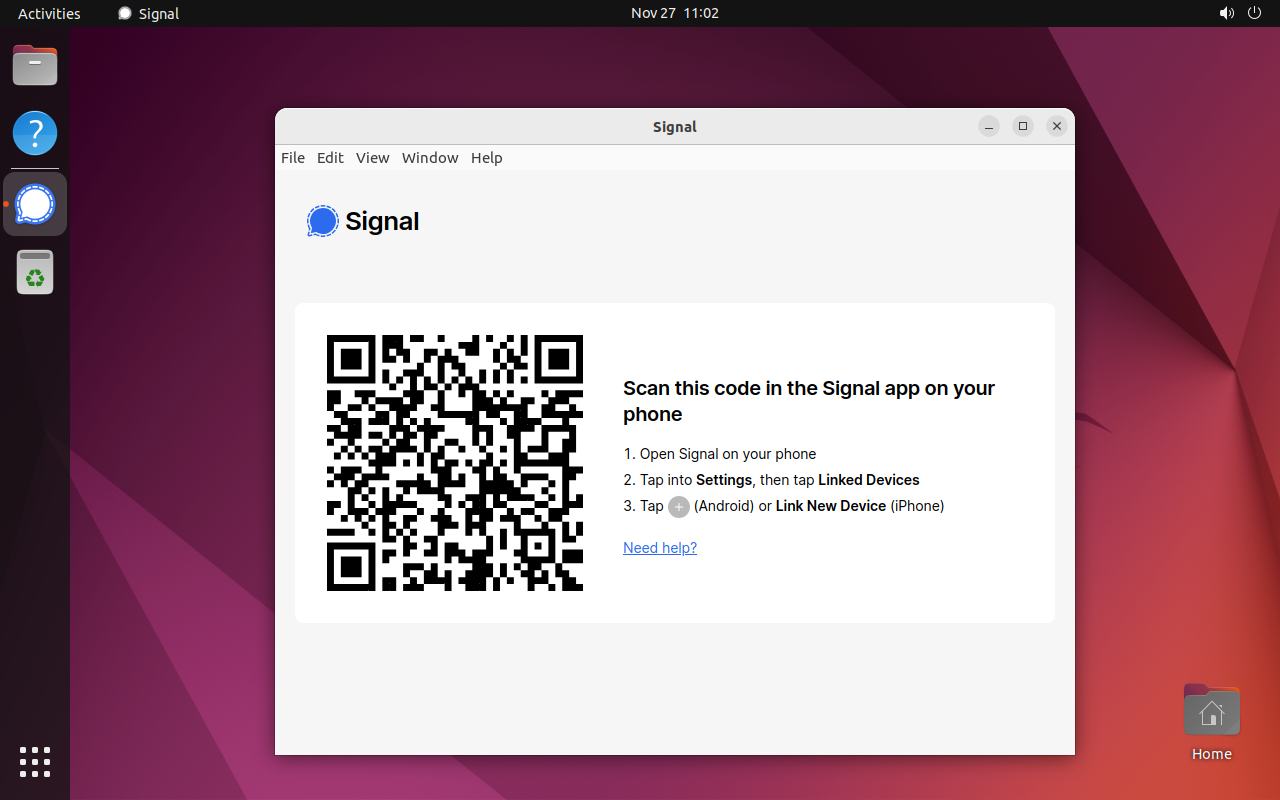 Activities
Signal
Nov 27 11:02
Signal
File Edit View Window Help
Signal
Scan this code in the Signal app on your
phone
1. Open Signal on your phone
2. Tap into Settings, then tap Linked Devices
3. Tap + (Android) or Link New Device (iPhone)
Need help?
Home